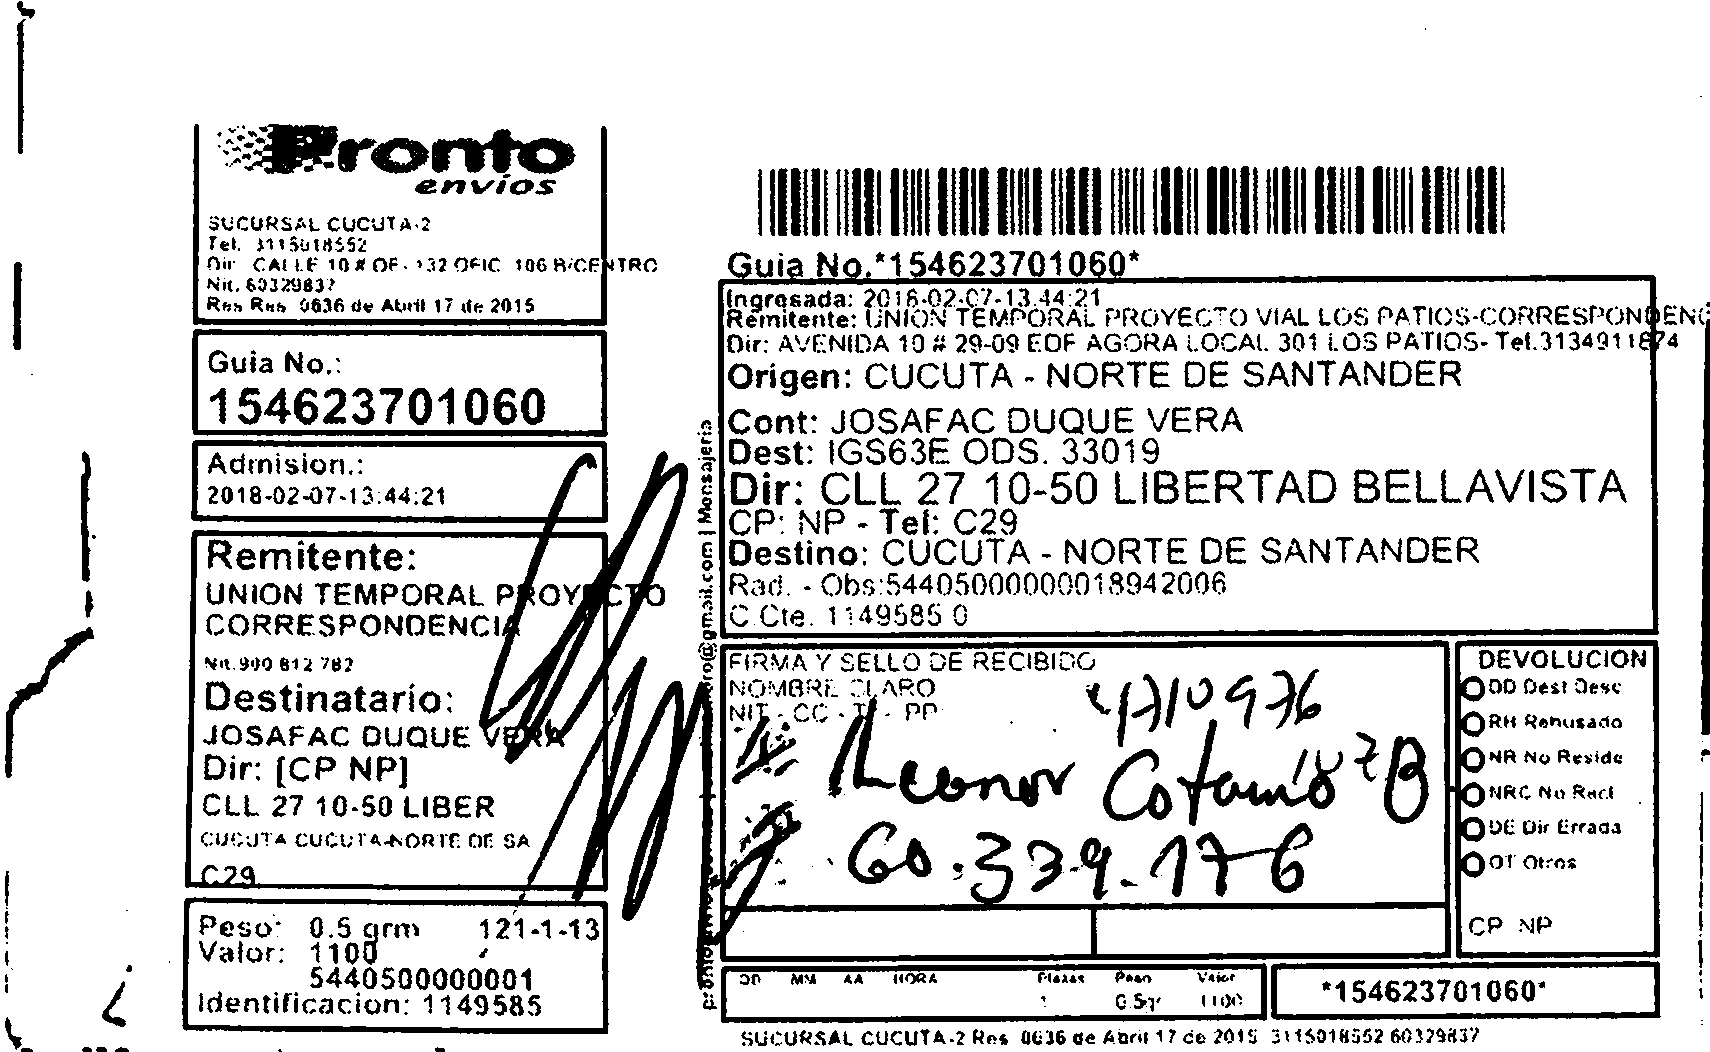 Pronto
envios
SUCURSAL CUCUTA-2
Tel. 3115018552
Dir. CALLE 10 # OE- 132 OFIC. 106 B/CENTRO
Nit. 60329837
Res Res 0636 de Abril 17 de 2015
Guia No.:
154623701060
Admision.:
2018-02-07-13:44:21
Remitente:
UNION TEMPORAL PROYECTO
CORRESPONDENCIA
Nit.900 812 782
Destinatario:
JOSAFAC DUQUE VERA
Dir: [CP NP]
CLL 27 10-50 LIBER
CUCUTA CUCUTA-NORTE DE SA
C29
Peso: 0.5 grm 121-1-13
Valor: 1100
5440500000001
Identificacion: 1149585
@gmail.com | Mensajeria
Guia No.*154623701060*
Ingresada: 2018-02-07-13:44:21
Remitente: UNION TEMPORAL PROYECTO VIAL LOS PATIOS-CORRESPONDENC
Dir: AVENIDA 10 # 29-09 EDF AGORA LOCAL 301 LOS PATIOS- Tel.3134911874
Origen: CUCUTA - NORTE DE SANTANDER
Cont: JOSAFAC DUQUE VERA
Dest: IGS63E ODS. 33019
Dir: CLL 27 10-50 LIBERTAD BELLAVISTA
CP: NP - Tel: C29
Destino: CUCUTA - NORTE DE SANTANDER
Rad. - Obs:544050000000018942006
C Cte. 1149585 0
FIRMA Y SELLO DE RECIBIDO
NOMBRE CLARO
NIT - CC - TI - PP
Leonor
60.339.176
DEVOLUCION
DD Dest Desc
RH Rehusado
NR No Reside
NRC No Recl
DE Dir Errada
OT Otros
CP NP
DD MM AA HORA Piezas Peso Valor
1 0.5gr 1100
*154623701060*
SUCURSAL CUCUTA-2 Res 0636 de Abril 17 de 2015 3115018552 60329837